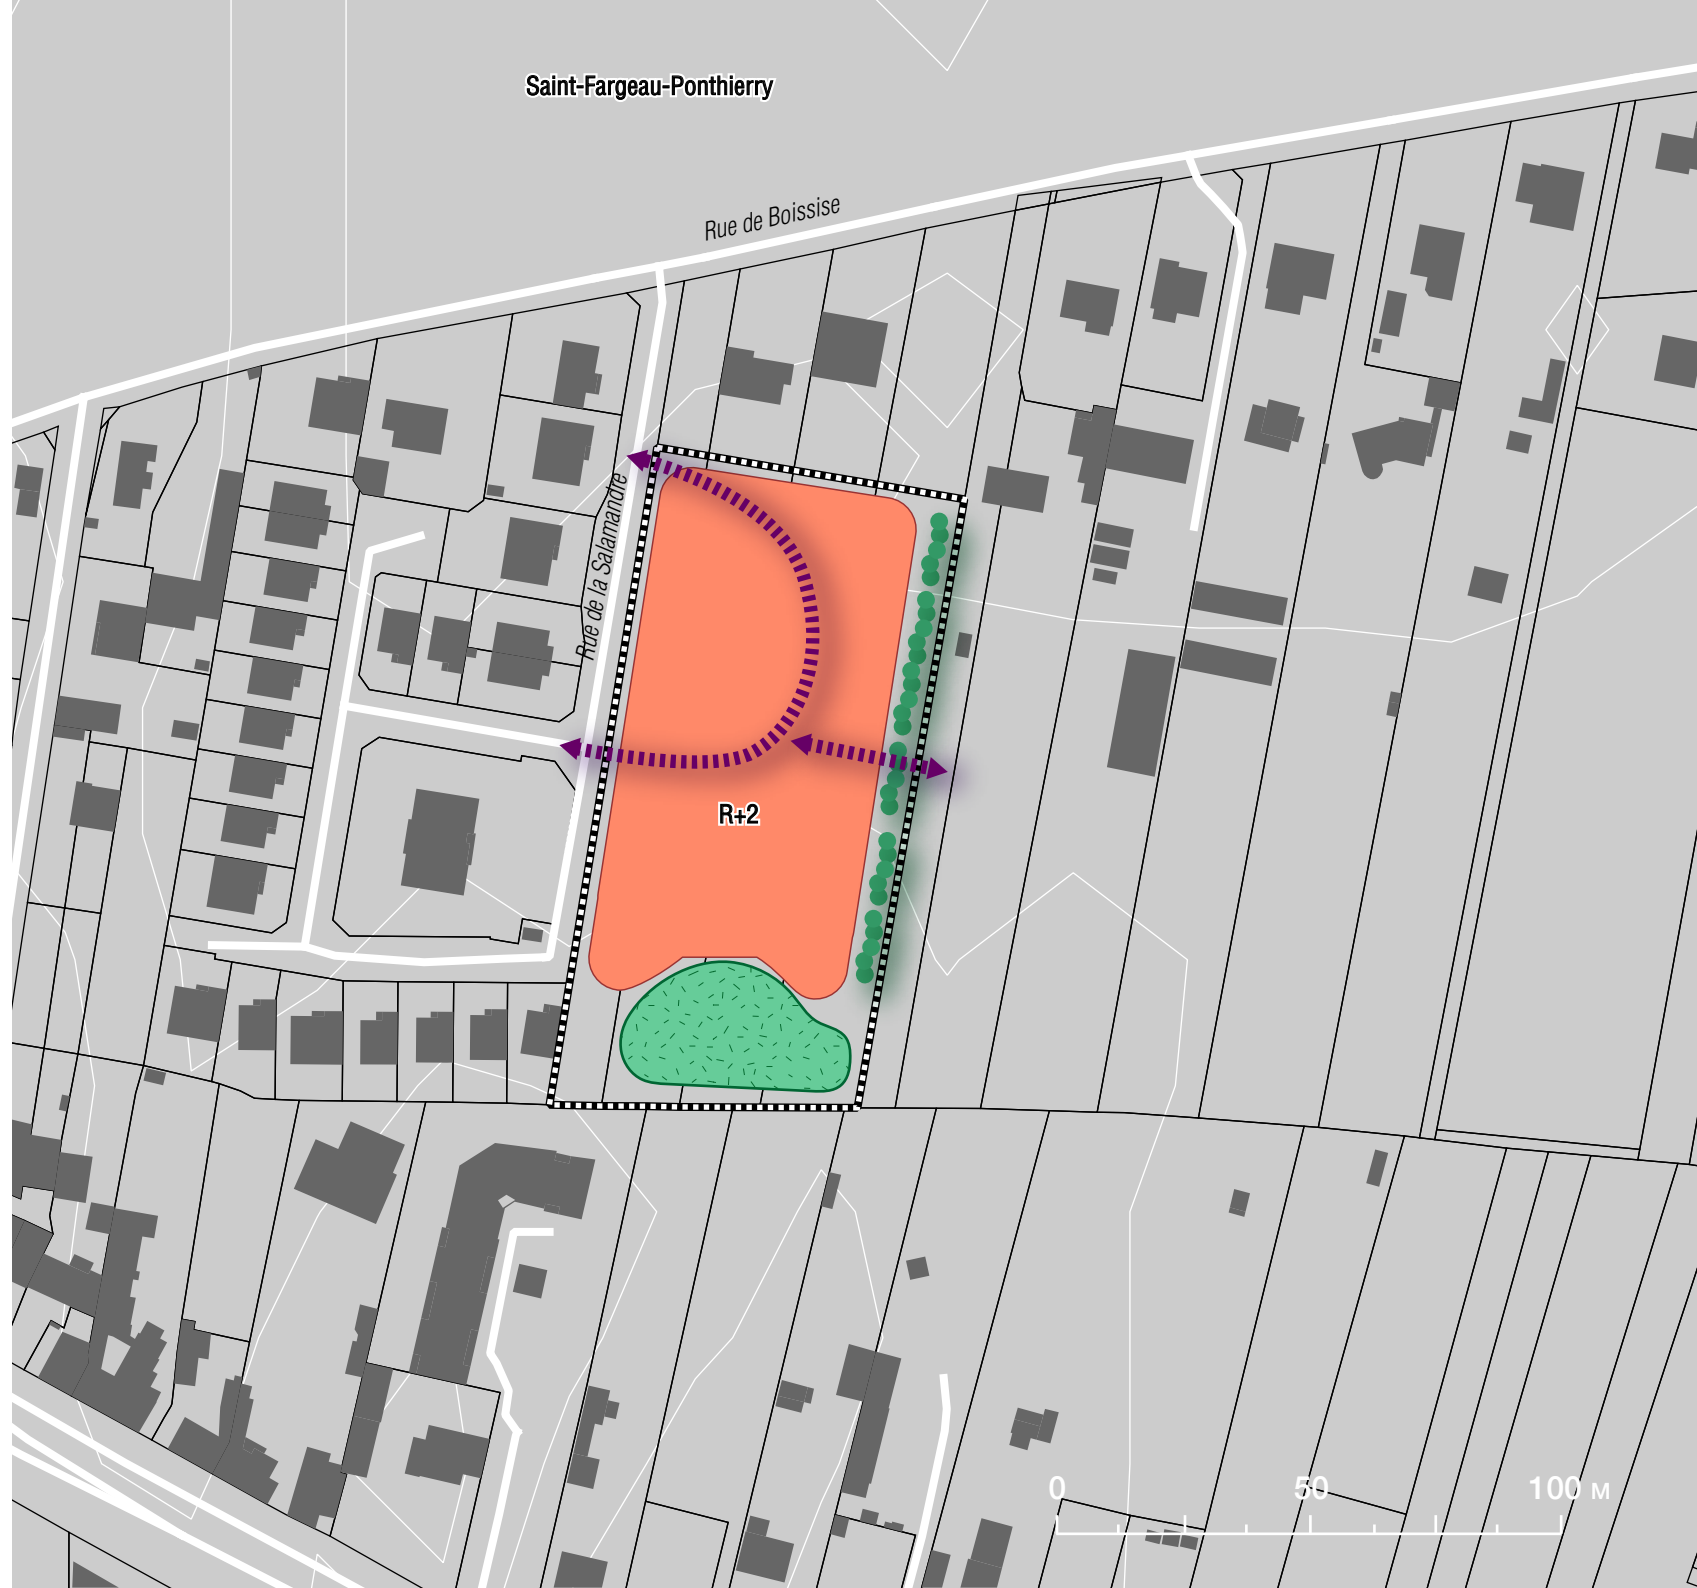 Saint-Fargeau-Ponthierry
Rue de Boissise
Rue de la Salamandre
R+2
0 50 100 M